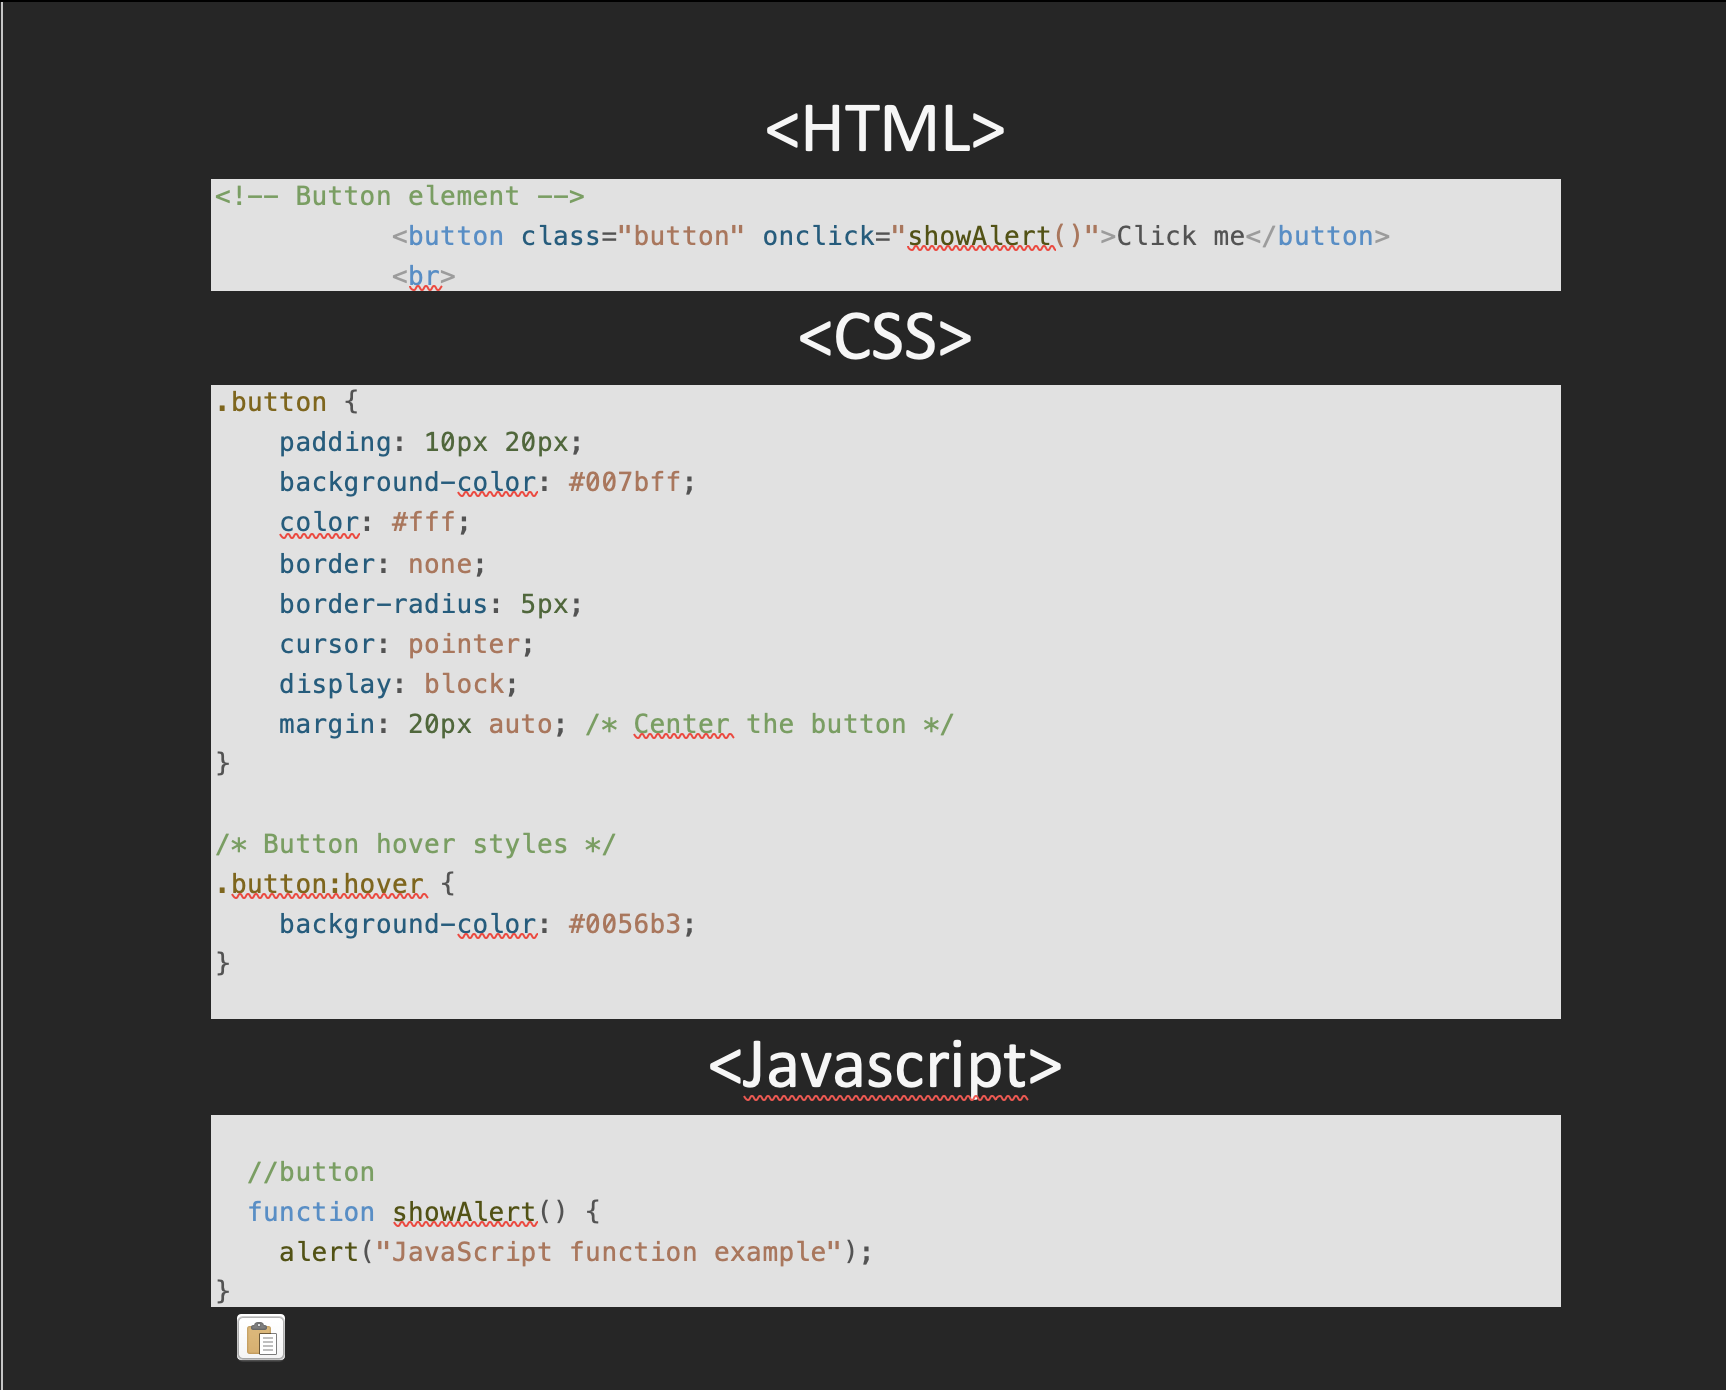 <HTML>
<!-- Button element -->
<button class="button" onclick="showAlert()">Click me</button>
<br>
<CSS>
.button {
padding: 10px 20px;
background-color: #007bff;
color: #fff;
border: none;
border-radius: 5px;
cursor: pointer;
display: block;
margin: 20px auto; /* Center the button */
}
/* Button hover styles */
.button:hover {
background-color: #0056b3;
}
<Javascript>
//button
function showAlert() {
alert("JavaScript function example");
}